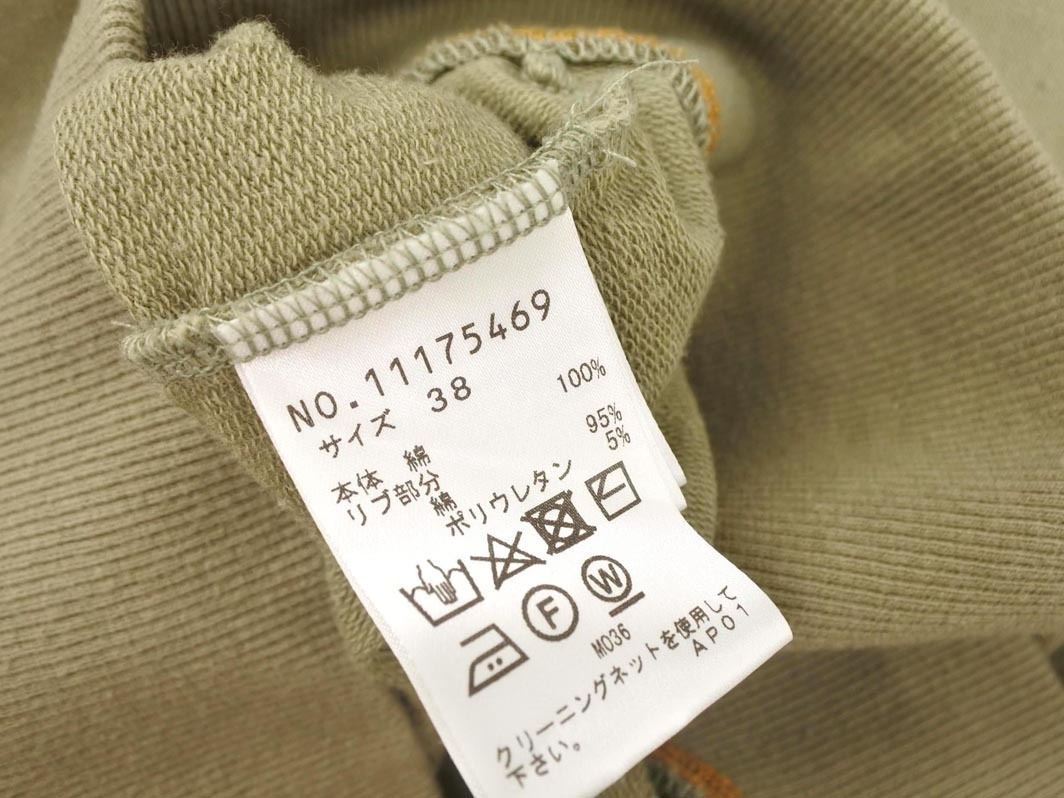 NO.11175469
サイズ 38
本体 綿 100%
リブ部分
綿 95%
ポリウレタン 5%
F W
M036
クリーニングネットを使用して
下さい。 AP01